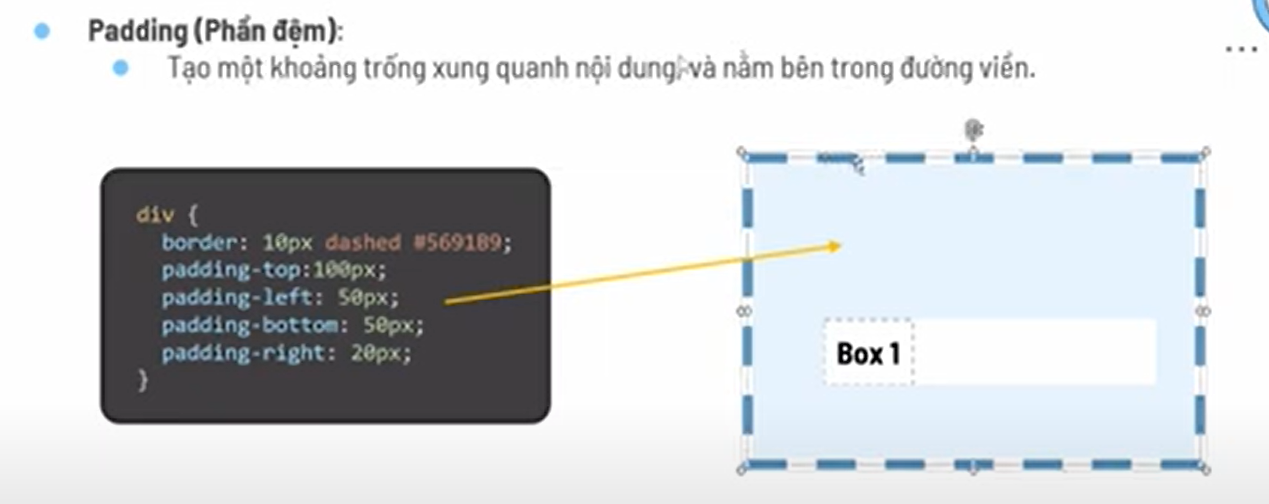 Padding (Phần đệm):
Tạo một khoảng trống xung quanh nội dung, và nằm bên trong đường viền.
div {
border: 10px dashed #5691B9;
padding-top:100px;
padding-left: 50px;
padding-bottom: 50px;
padding-right: 20px;
}
Box 1